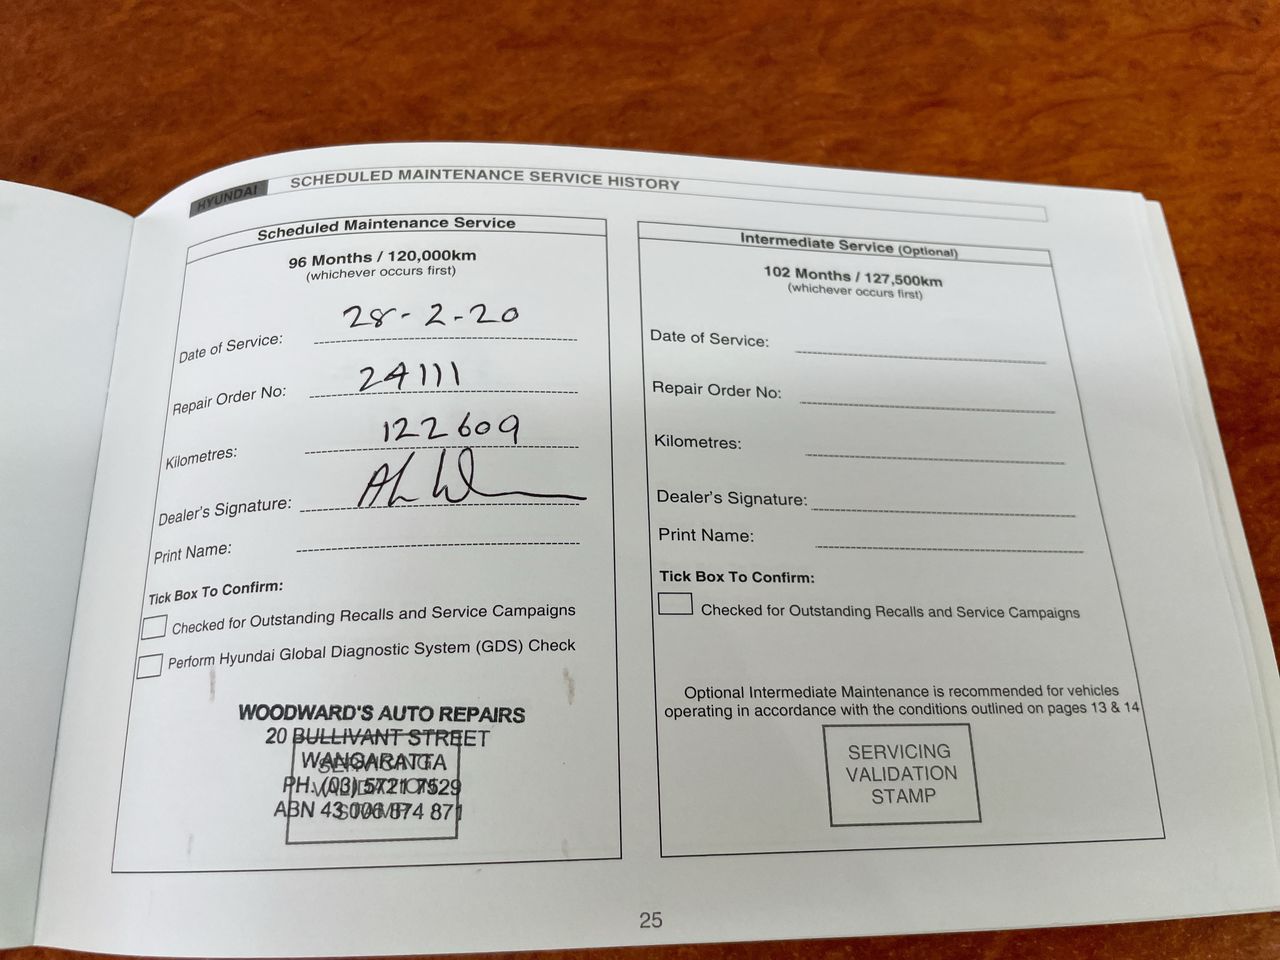 HYUNDAI
SCHEDULED MAINTENANCE SERVICE HISTORY
Scheduled Maintenance Service
96 Months / 120,000km
(whichever occurs first)
Date of Service: 28-2-20
Repair Order No: 24111
Kilometres: 122609
Dealer's Signature:
Print Name:
Tick Box To Confirm:
Checked for Outstanding Recalls and Service Campaigns
Perform Hyundai Global Diagnostic System (GDS) Check
WOODWARD'S AUTO REPAIRS
20 BULLIVANT STREET
WANGARATTA
PH. (03) 5721 7529
ABN 43 006 874 871
SERVICING
VALIDATION
STAMP
Intermediate Service (Optional)
102 Months / 127,500km
(whichever occurs first)
Date of Service:
Repair Order No:
Kilometres:
Dealer's Signature:
Print Name:
Tick Box To Confirm:
Checked for Outstanding Recalls and Service Campaigns
Optional Intermediate Maintenance is recommended for vehicles
operating in accordance with the conditions outlined on pages 13 & 14
SERVICING
VALIDATION
STAMP
25